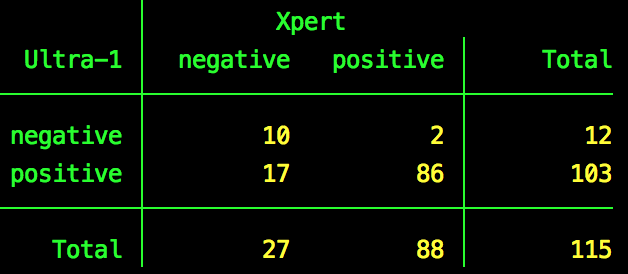 Xpert
Ultra-1 negative positive Total
negative 10 2 12
positive 17 86 103
Total 27 88 115